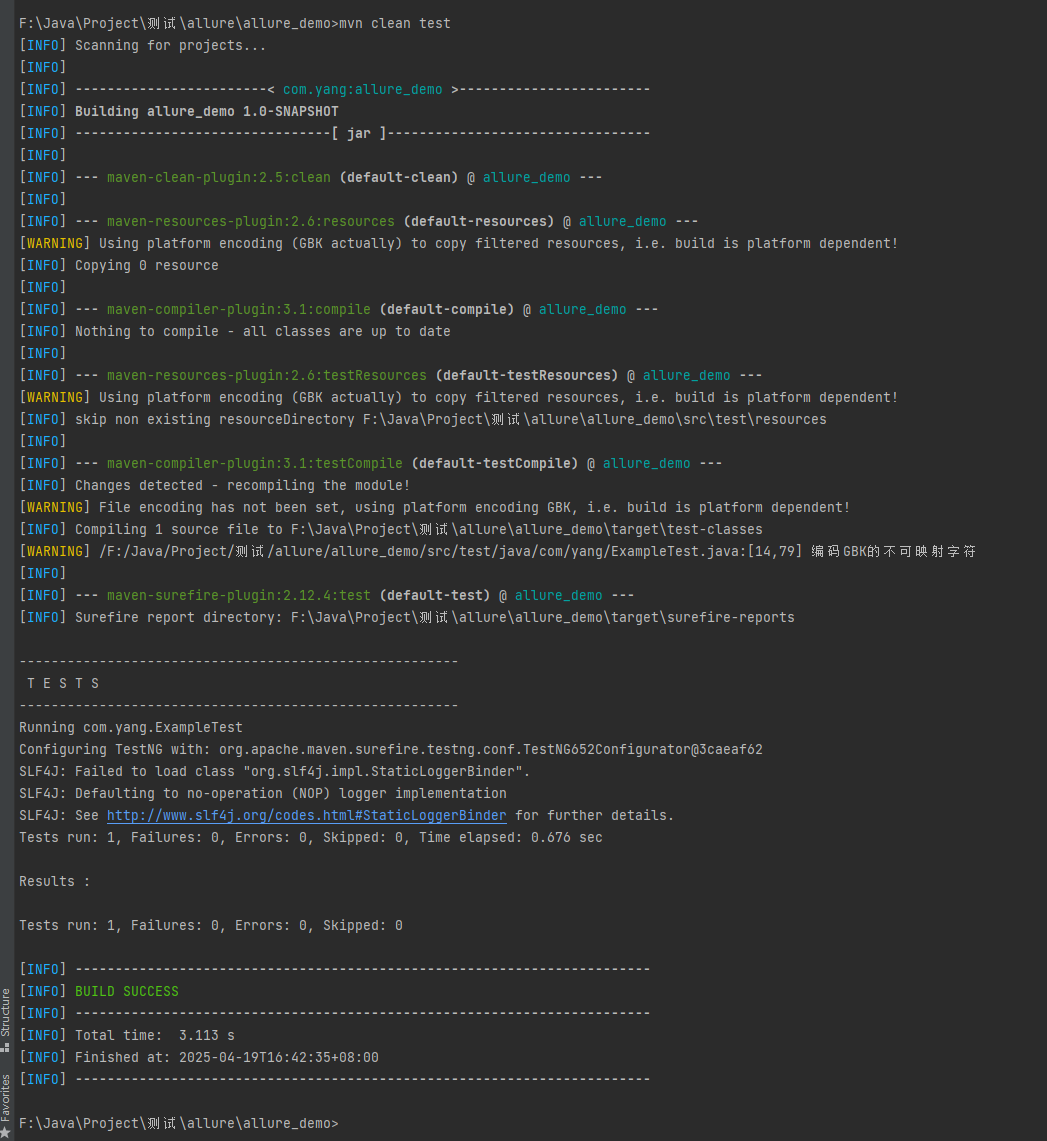 F:\Java\Project\测试\allure\allure_demo>mvn clean test
[INFO] Scanning for projects...
[INFO]
[INFO] ------------------------< com.yang:allure_demo >------------------------
[INFO] Building allure_demo 1.0-SNAPSHOT
[INFO] --------------------------------[ jar ]---------------------------------
[INFO]
[INFO] --- maven-clean-plugin:2.5:clean (default-clean) @ allure_demo ---
[INFO]
[INFO] --- maven-resources-plugin:2.6:resources (default-resources) @ allure_demo ---
[WARNING] Using platform encoding (GBK actually) to copy filtered resources, i.e. build is platform dependent!
[INFO] Copying 0 resource
[INFO]
[INFO] --- maven-compiler-plugin:3.1:compile (default-compile) @ allure_demo ---
[INFO] Nothing to compile - all classes are up to date
[INFO]
[INFO] --- maven-resources-plugin:2.6:testResources (default-testResources) @ allure_demo ---
[WARNING] Using platform encoding (GBK actually) to copy filtered resources, i.e. build is platform dependent!
[INFO] skip non existing resourceDirectory F:\Java\Project\测试\allure\allure_demo\src\test\resources
[INFO]
[INFO] --- maven-compiler-plugin:3.1:testCompile (default-testCompile) @ allure_demo ---
[INFO] Changes detected - recompiling the module!
[WARNING] File encoding has not been set, using platform encoding GBK, i.e. build is platform dependent!
[INFO] Compiling 1 source file to F:\Java\Project\测试\allure\allure_demo\target\test-classes
[WARNING] /F:/Java/Project/测试/allure/allure_demo/src/test/java/com/yang/ExampleTest.java:[14,79] 编码GBK的不可映射字符
[INFO]
[INFO] --- maven-surefire-plugin:2.12.4:test (default-test) @ allure_demo ---
[INFO] Surefire report directory: F:\Java\Project\测试\allure\allure_demo\target\surefire-reports
-------------------------------------------------------
T E S T S
-------------------------------------------------------
Running com.yang.ExampleTest
Configuring TestNG with: org.apache.maven.surefire.testng.conf.TestNG652Configurator@3caeaf62
SLF4J: Failed to load class "org.slf4j.impl.StaticLoggerBinder".
SLF4J: Defaulting to no-operation (NOP) logger implementation
SLF4J: See http://www.slf4j.org/codes.html#StaticLoggerBinder for further details.
Tests run: 1, Failures: 0, Errors: 0, Skipped: 0, Time elapsed: 0.676 sec
Results :
Tests run: 1, Failures: 0, Errors: 0, Skipped: 0
[INFO] ------------------------------------------------------------------------
[INFO] BUILD SUCCESS
[INFO] ------------------------------------------------------------------------
[INFO] Total time:  3.113 s
[INFO] Finished at: 2025-04-19T16:42:35+08:00
[INFO] ------------------------------------------------------------------------
F:\Java\Project\测试\allure\allure_demo>
Structure
Favorites